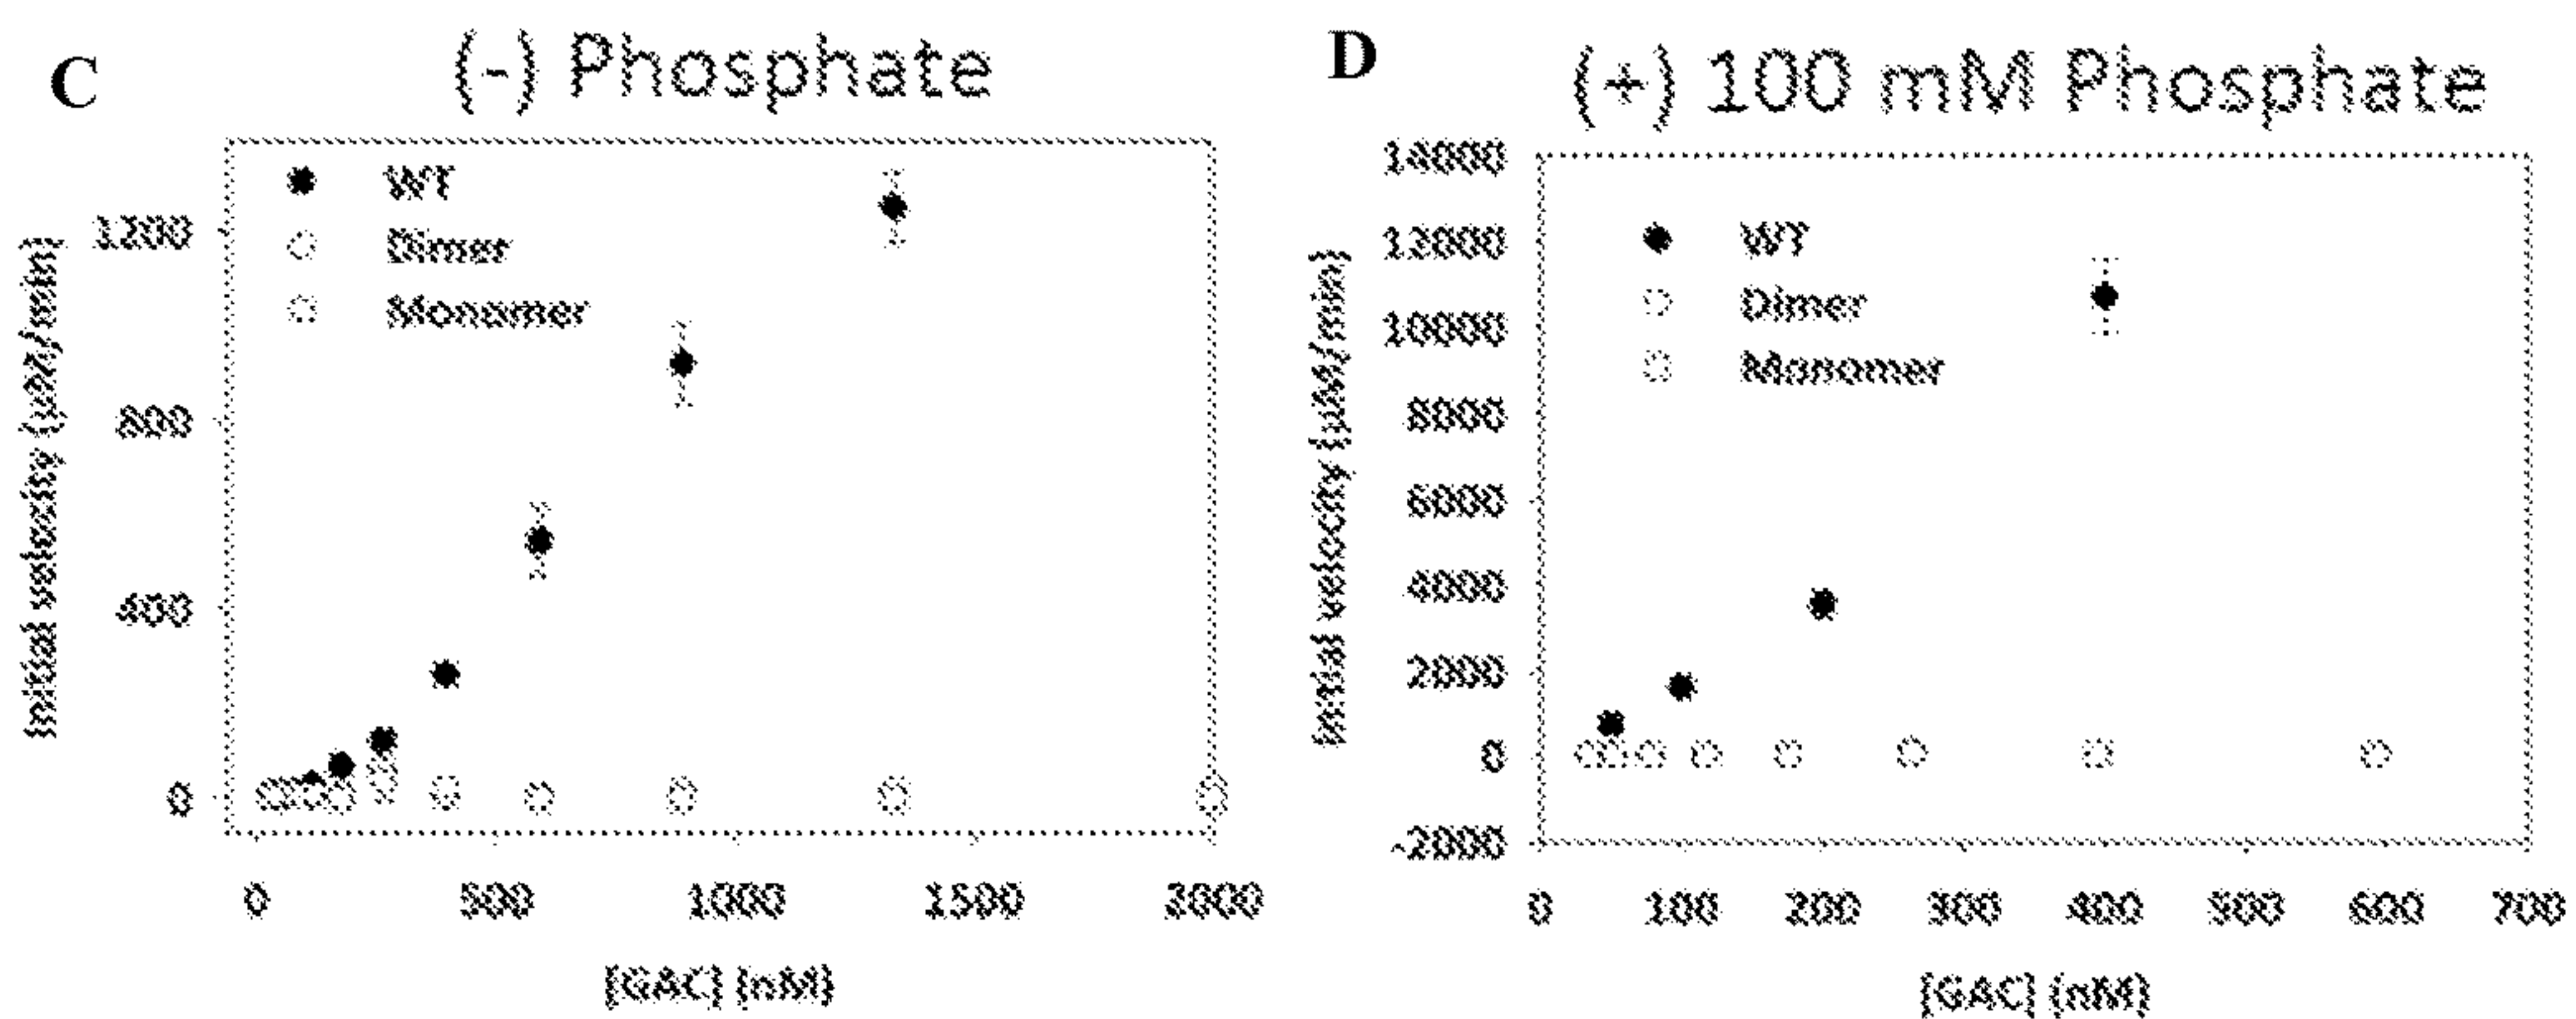 C
(-) Phosphate
WT
Dimer
Monomer
1200
800
400
0
Initial velocity (µM/min)
0 500 1000 1500 2000
[GAC] (nM)
D
(+) 100 mM Phosphate
14000
12000
10000
8000
6000
4000
2000
0
-2000
WT
Dimer
Monomer
Initial velocity (µM/min)
0 100 200 300 400 500 600 700
[GAC] (nM)